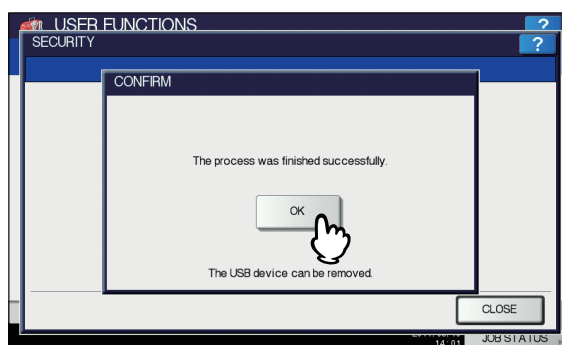 USER FUNCTIONS
?
SECURITY
?
CONFIRM
The process was finished successfully.
OK
The USB device can be removed.
CLOSE
14:01
JOB STATUS